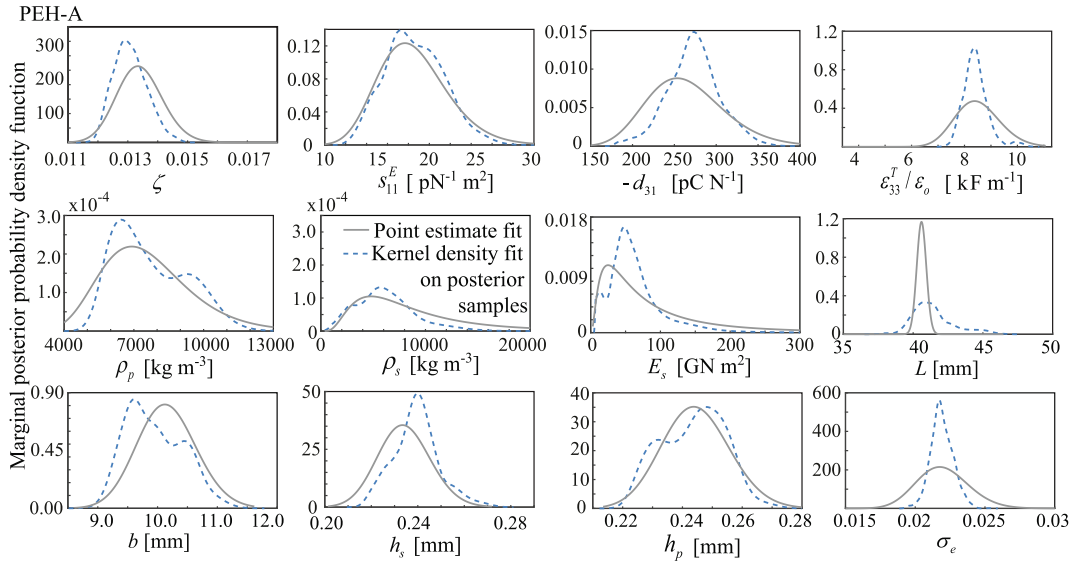 PEH-A
Marginal posterior probability density function
300
200
100
0.011 0.013 0.015 0.017
ζ
0.12
0.08
0.04
0
10 20 30
s₁₁ᴱ [ pN⁻¹ m²]
0.015
0.010
0.005
0
150 200 250 300 350 400
-d₃₁ [pC N⁻¹]
1.2
0.8
0.4
4 6 8 10
ε₃₃ᵀ/εₒ [ kF m⁻¹]
x10⁻⁴
3.0
2.0
1.0
0
4000 7000 10000 13000
ρₚ [kg m⁻³]
x10⁻⁴
3.0
2.0
1.0
0
0 10000 20000
ρₛ [kg m⁻³]
Point estimate fit
Kernel density fit
on posterior
samples
0.018
0.009
0
0 100 200 300
Eₛ [GN m²]
1.2
0.8
0.4
0
35 40 45 50
L [mm]
0.90
0.45
0.00
9.0 10.0 11.0 12.0
b [mm]
50
25
0
0.20 0.24 0.28
hₛ [mm]
40
30
20
10
0
0.22 0.24 0.26 0.28
hₚ [mm]
600
400
200
0.015 0.020 0.025 0.03
σₑ